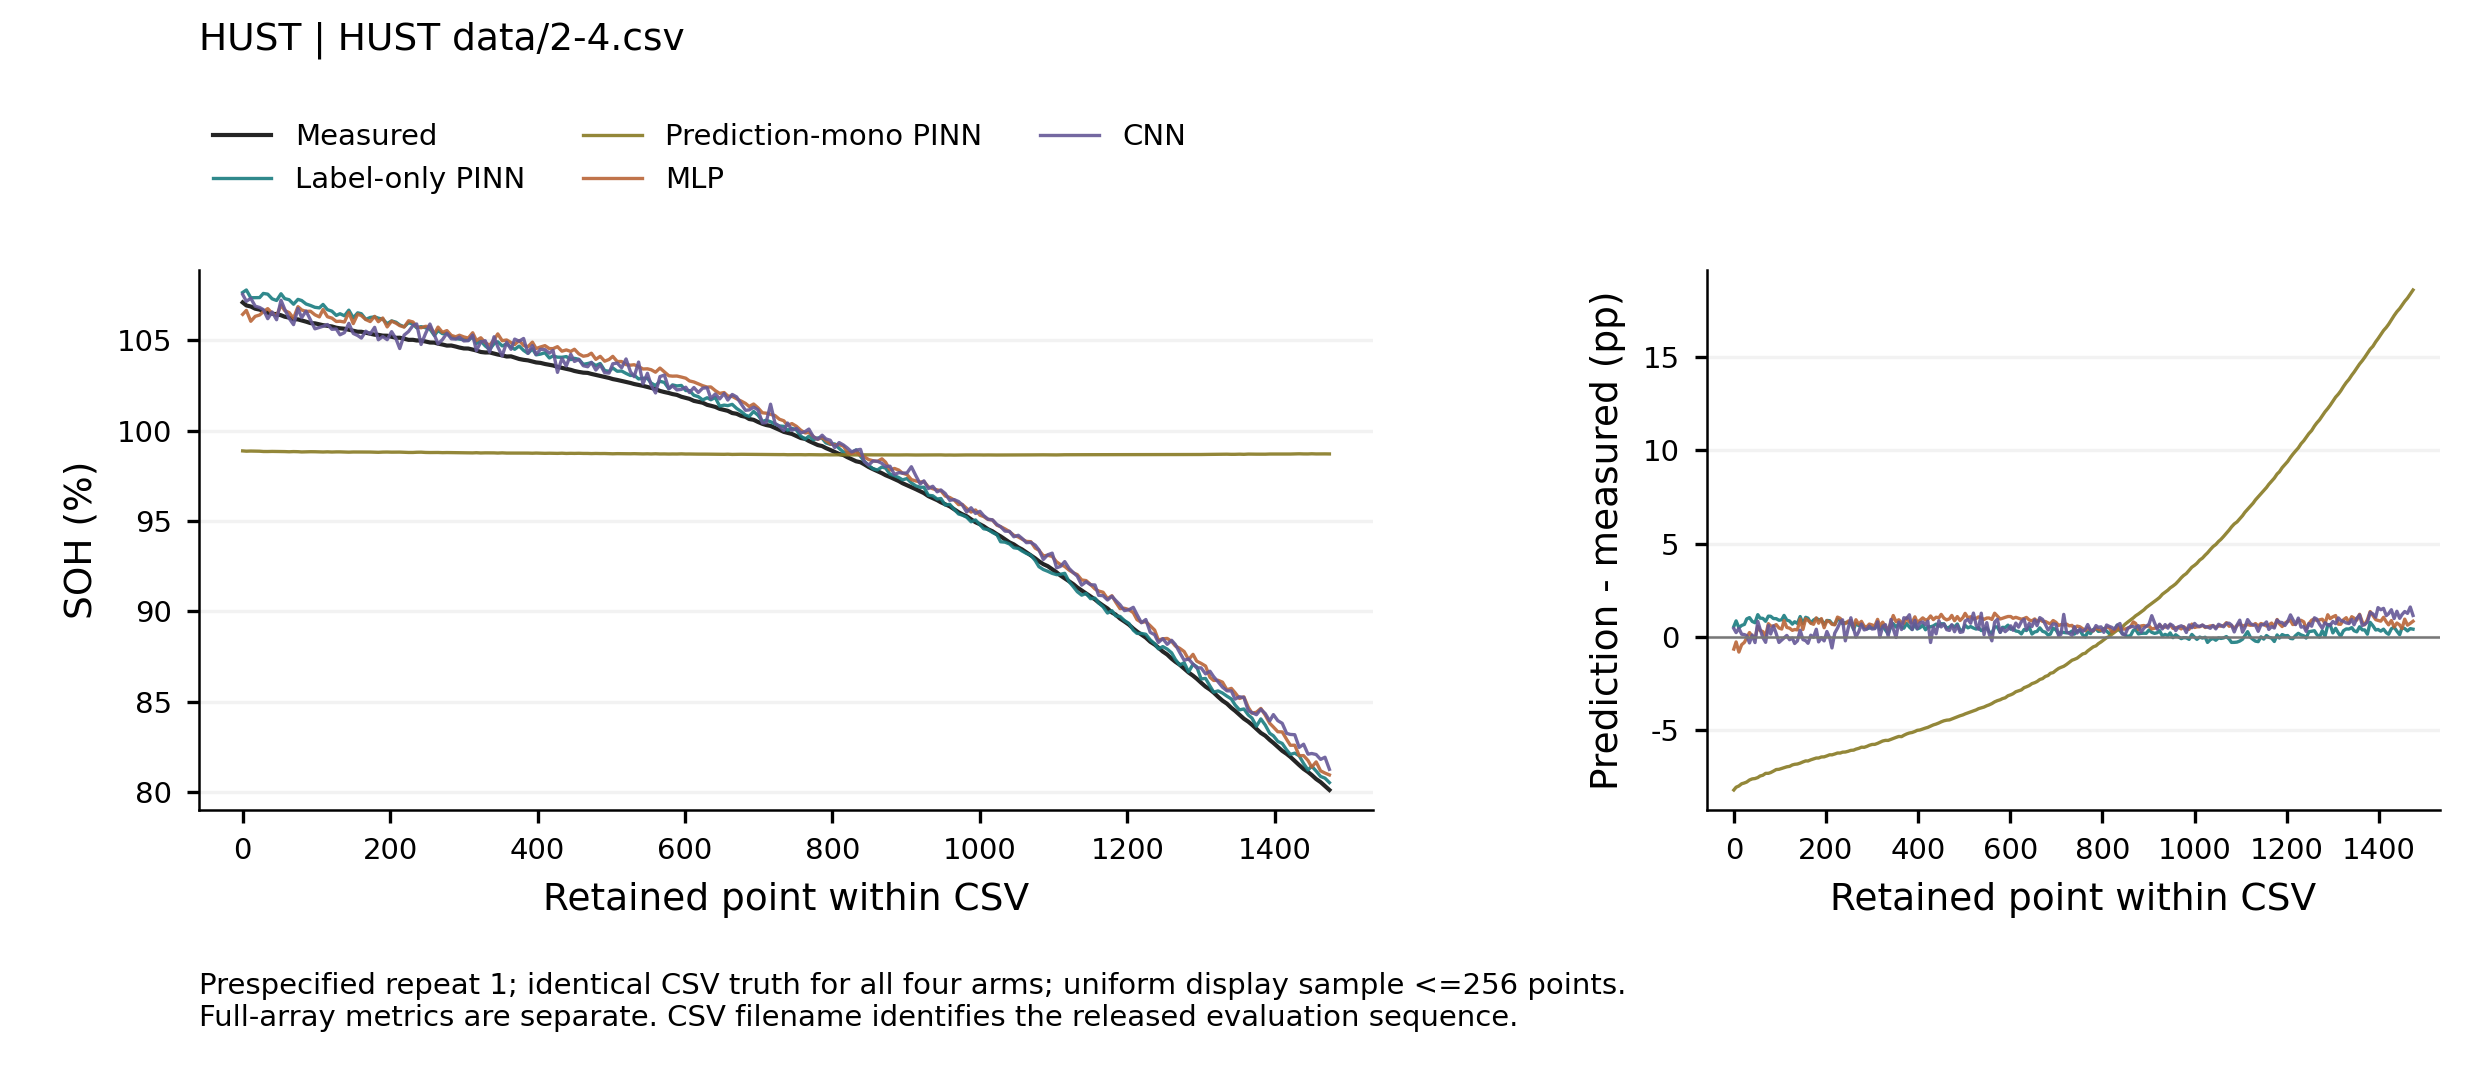 HUST | HUST data/2-4.csv
Measured
Label-only PINN
Prediction-mono PINN
MLP
CNN
SOH (%)
105
100
95
90
85
80
0 200 400 600 800 1000 1200 1400
Retained point within CSV
Prediction - measured (pp)
15
10
5
0
-5
0 200 400 600 800 1000 1200 1400
Retained point within CSV
Prespecified repeat 1; identical CSV truth for all four arms; uniform display sample <=256 points.
Full-array metrics are separate. CSV filename identifies the released evaluation sequence.